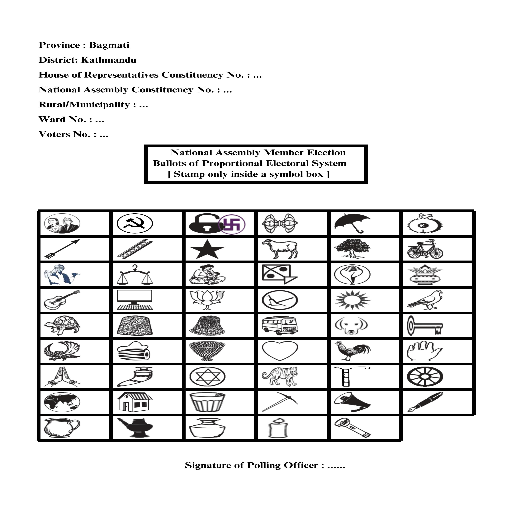 Province : Bagmati
District: Kathmandu
House of Representatives Constituency No. : ...
National Assembly Constituency No. : ...
Rural/Municipality : ...
Ward No. : ...
Voters No. : ...
National Assembly Member Election
Ballots of Proportional Electoral System
[ Stamp only inside a symbol box ]
Signature of Polling Officer : ......